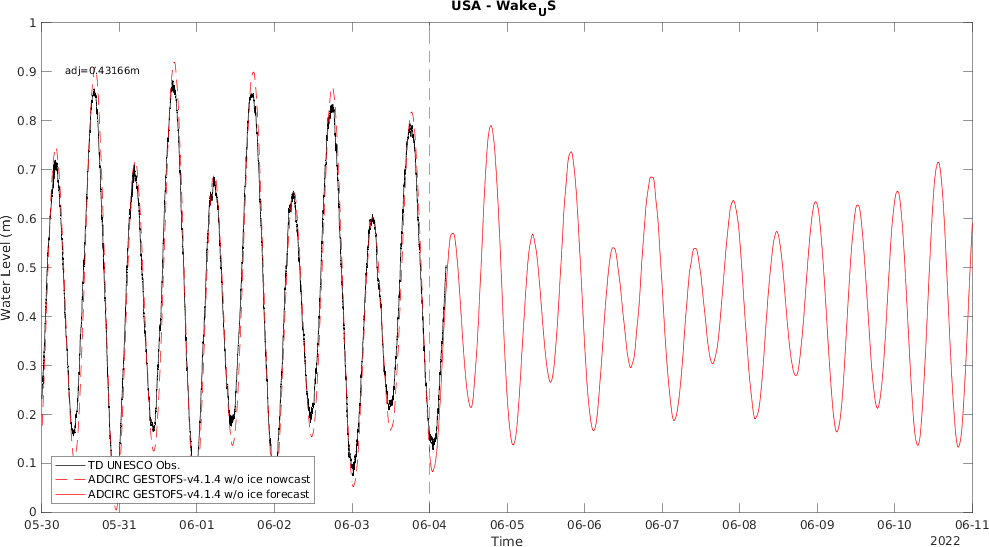 USA - Wake_US
adj=0.43166m
Water Level (m)
1
0.9
0.8
0.7
0.6
0.5
0.4
0.3
0.2
0.1
0
TD UNESCO Obs.
ADCIRC GESTOFS-v4.1.4 w/o ice nowcast
ADCIRC GESTOFS-v4.1.4 w/o ice forecast
05-30 05-31 06-01 06-02 06-03 06-04 06-05 06-06 06-07 06-08 06-09 06-10 06-11
Time
2022